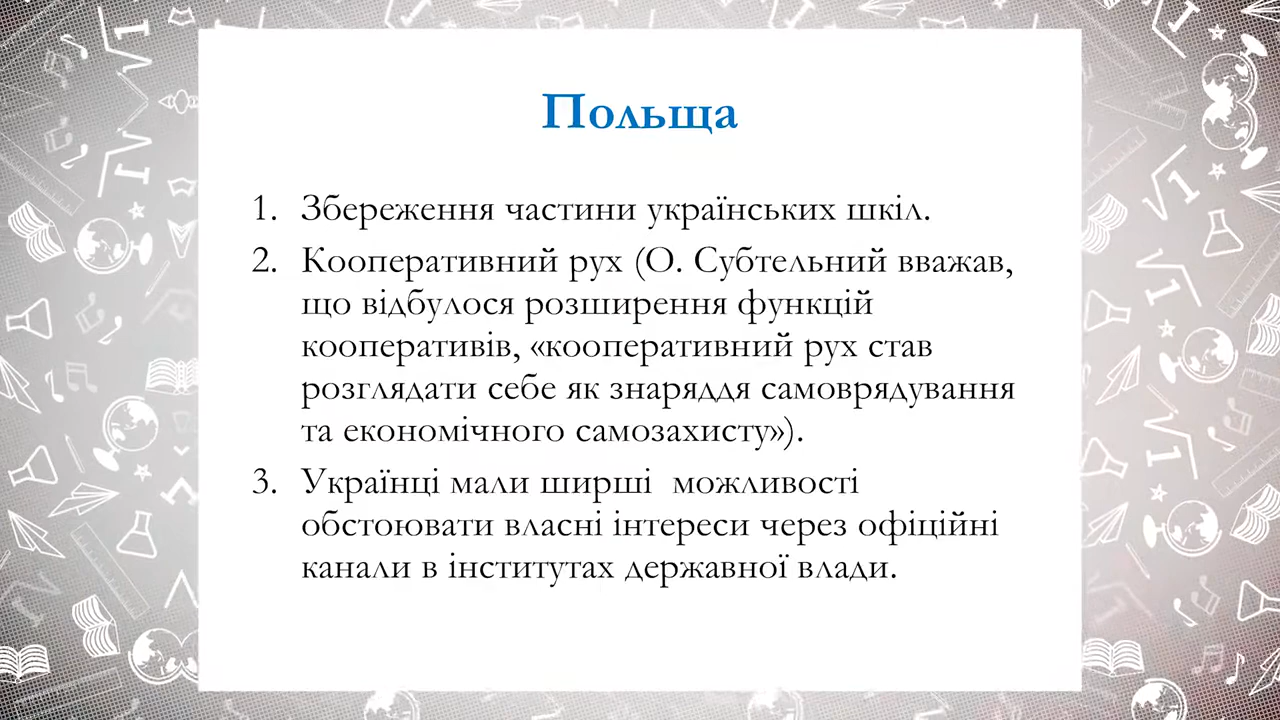 Польща
1. Збереження частини українських шкіл.
2. Кооперативний рух (О. Субтельний вважав,
що відбулося розширення функцій
кооперативів, «кооперативний рух став
розглядати себе як знаряддя самоврядування
та економічного самозахисту»).
3. Українці мали ширші  можливості
обстоювати власні інтереси через офіційні
канали в інститутах державної влади.